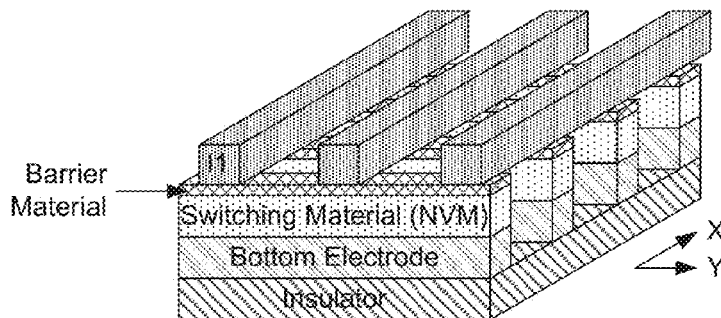 I1
Barrier
Material
Switching Material (NVM)
Bottom Electrode
Insulator
X
Y